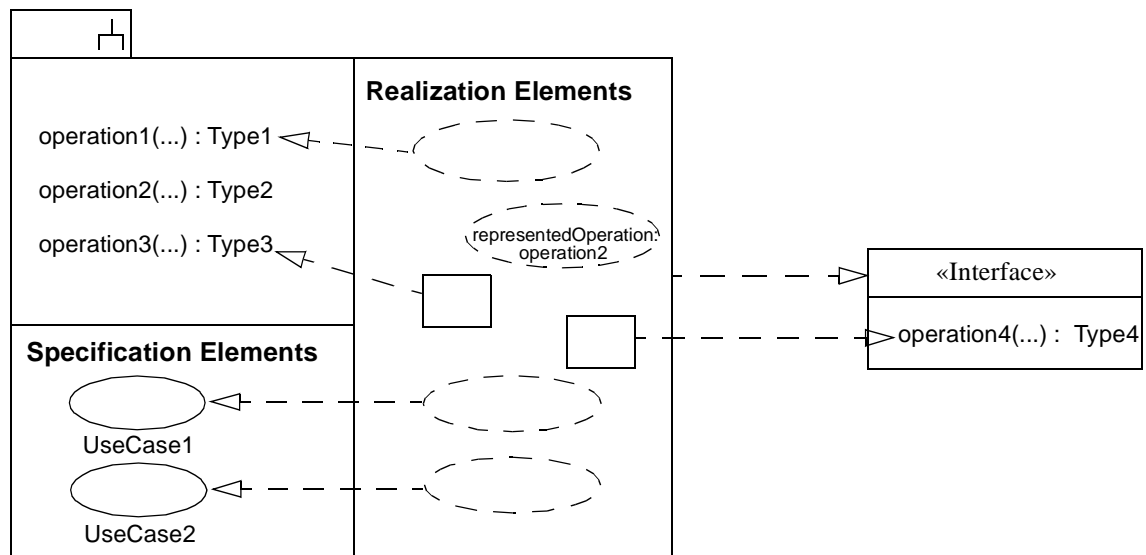 Realization Elements
operation1(...) : Type1
operation2(...) : Type2
operation3(...) : Type3
representedOperation:
operation2
«Interface»
operation4(...) : Type4
Specification Elements
UseCase1
UseCase2